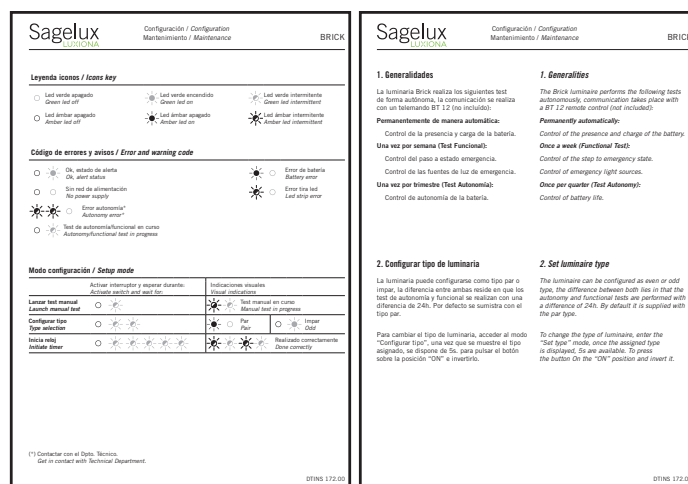 Sagelux
LUXIONA
Configuración / Configuration
Mantenimiento / Maintenance
BRICK
Leyenda iconos / Icons key
Led verde apagado
Green led off
Led verde encendido
Green led on
Led verde intermitente
Green led intermittent
Led ámbar apagado
Amber led off
Led ámbar apagado
Amber led on
Led ámbar intermitente
Amber led intermittent
Código de errores y avisos / Error and warning code
Ok, estado de alerta
Ok, alert status
Error de batería
Battery error
Sin red de alimentación
No power supply
Error tira led
Led strip error
Error autonomía*
Autonomy error*
Test de autonomía/funcional en curso
Autonomy/functional test in progress
Modo configuración / Setup mode
Activar interruptor y esperar durante:
Activate switch and wait for:
Indicaciones visuales
Visual indications
Lanzar test manual
Launch manual test
Test manual en curso
Manual test in progress
Configurar tipo
Type selection
Par
Pair
Impar
Odd
Inicia reloj
Initiate timer
Realizado correctamente
Done correctly
(*) Contactar con el Dpto. Técnico.
Get in contact with Technical Department.
DTINS 172.00
Sagelux
LUXIONA
Configuración / Configuration
Mantenimiento / Maintenance
BRICK
1. Generalidades
La luminaria Brick realiza los siguientes test
de forma autónoma, la comunicación se realiza
con un telemando BT 12 (no incluído):
Permanentemente de manera automática:
Control de la presencia y carga de la batería.
Una vez por semana (Test Funcional):
Control del paso a estado emergencia.
Control de las fuentes de luz de emergencia.
Una vez por trimestre (Test Autonomía):
Control de autonomía de la batería.
1. Generalities
The Brick luminaire performs the following tests
autonomously, communication takes place with
a BT 12 remote control (not included):
Permanently automatically:
Control of the presence and charge of the battery.
Once a week (Functional Test):
Control of the step to emergency state.
Control of emergency light sources.
Once per quarter (Test Autonomy):
Control of battery life.
2. Configurar tipo de luminaria
La luminaria puede configurarse como tipo par o
impar, la diferencia entre ambas reside en que los
test de autonomía y funcional se realizan con una
diferencia de 24h. Por defecto se sumistra con el
tipo par.
Para cambiar el tipo de luminaria, acceder al modo
"Configurar tipo", una vez que se muestre el tipo
asignado, se dispone de 5s. para pulsar el botón
sobre la posición "ON" e invertirlo.
2. Set luminaire type
The luminaire can be configured as even or odd
type, the difference between both lies in that the
autonomy and functional tests are performed with
a difference of 24h. By default it is supplied with
the par type.
To change the type of luminaire, enter the
"Set type" mode, once the assigned type
is displayed, 5s are available. To press
the button On the "ON" position and invert it.
DTINS 172.00